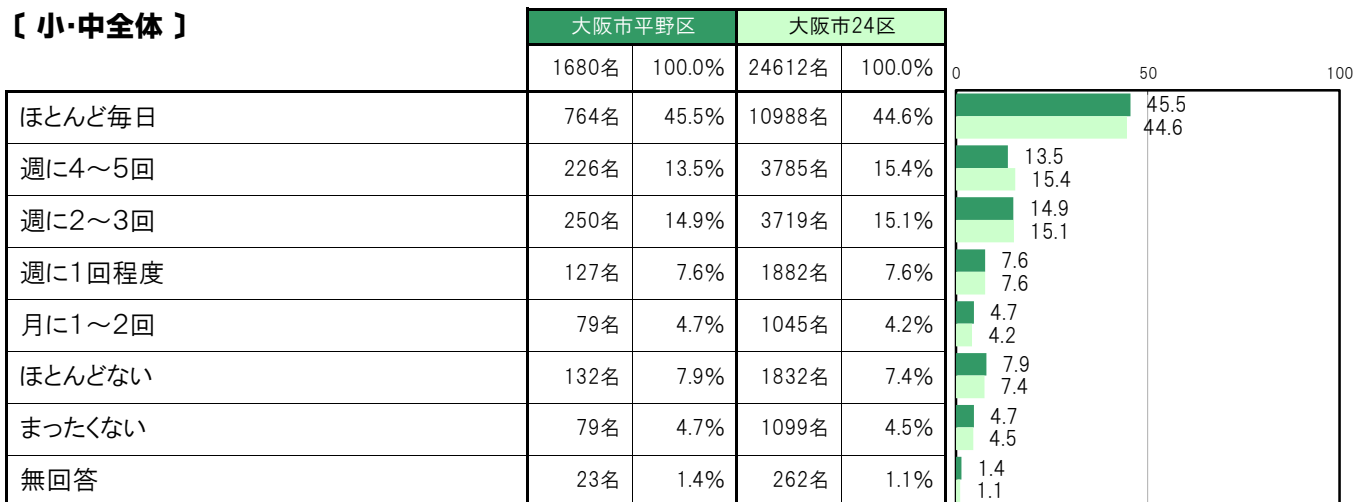 〔 小・中全体 〕
大阪市平野区 大阪市24区
1680名 100.0% 24612名 100.0% 0 50 100
ほとんど毎日 764名 45.5% 10988名 44.6% 45.5
44.6
週に4〜5回 226名 13.5% 3785名 15.4% 13.5
15.4
週に2〜3回 250名 14.9% 3719名 15.1% 14.9
15.1
週に1回程度 127名 7.6% 1882名 7.6% 7.6
7.6
月に1〜2回 79名 4.7% 1045名 4.2% 4.7
4.2
ほとんどない 132名 7.9% 1832名 7.4% 7.9
7.4
まったくない 79名 4.7% 1099名 4.5% 4.7
4.5
無回答 23名 1.4% 262名 1.1% 1.4
1.1